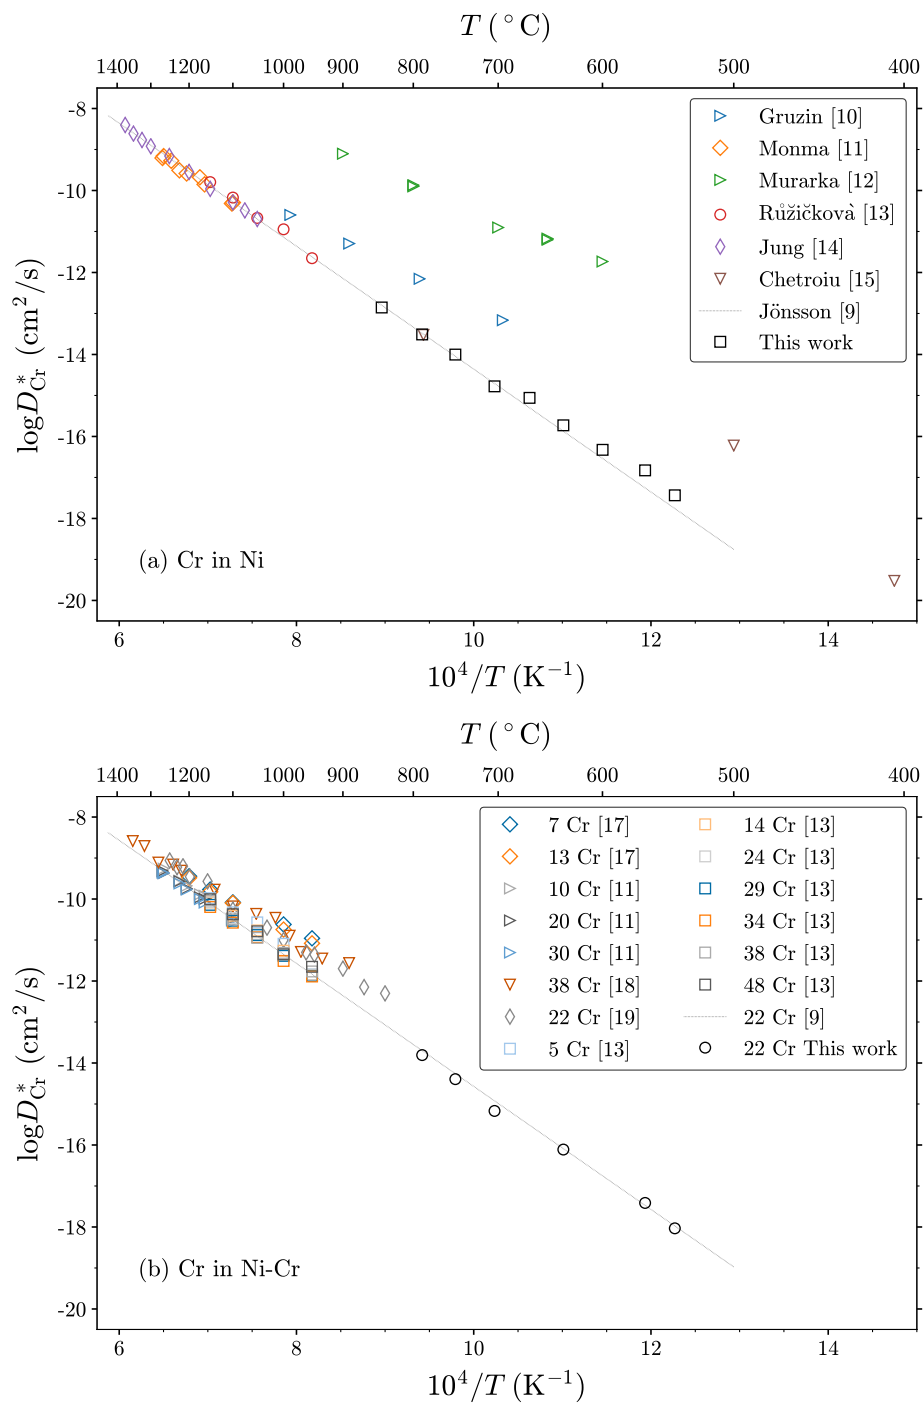 T (°C)
1400 1200 1000 900 800 700 600 500 400
-8
-10
-12
-14
-16
-18
-20
logD*Cr (cm²/s)
Gruzin [10]
Monma [11]
Murarka [12]
Růžičkovà [13]
Jung [14]
Chetroiu [15]
Jönsson [9]
This work
(a) Cr in Ni
6 8 10 12 14
10⁴/T (K⁻¹)
T (°C)
1400 1200 1000 900 800 700 600 500 400
-8
-10
-12
-14
-16
-18
-20
logD*Cr (cm²/s)
7 Cr [17] 14 Cr [13]
13 Cr [17] 24 Cr [13]
10 Cr [11] 29 Cr [13]
20 Cr [11] 34 Cr [13]
30 Cr [11] 38 Cr [13]
38 Cr [18] 48 Cr [13]
22 Cr [19] 22 Cr [9]
5 Cr [13] 22 Cr This work
(b) Cr in Ni-Cr
6 8 10 12 14
10⁴/T (K⁻¹)